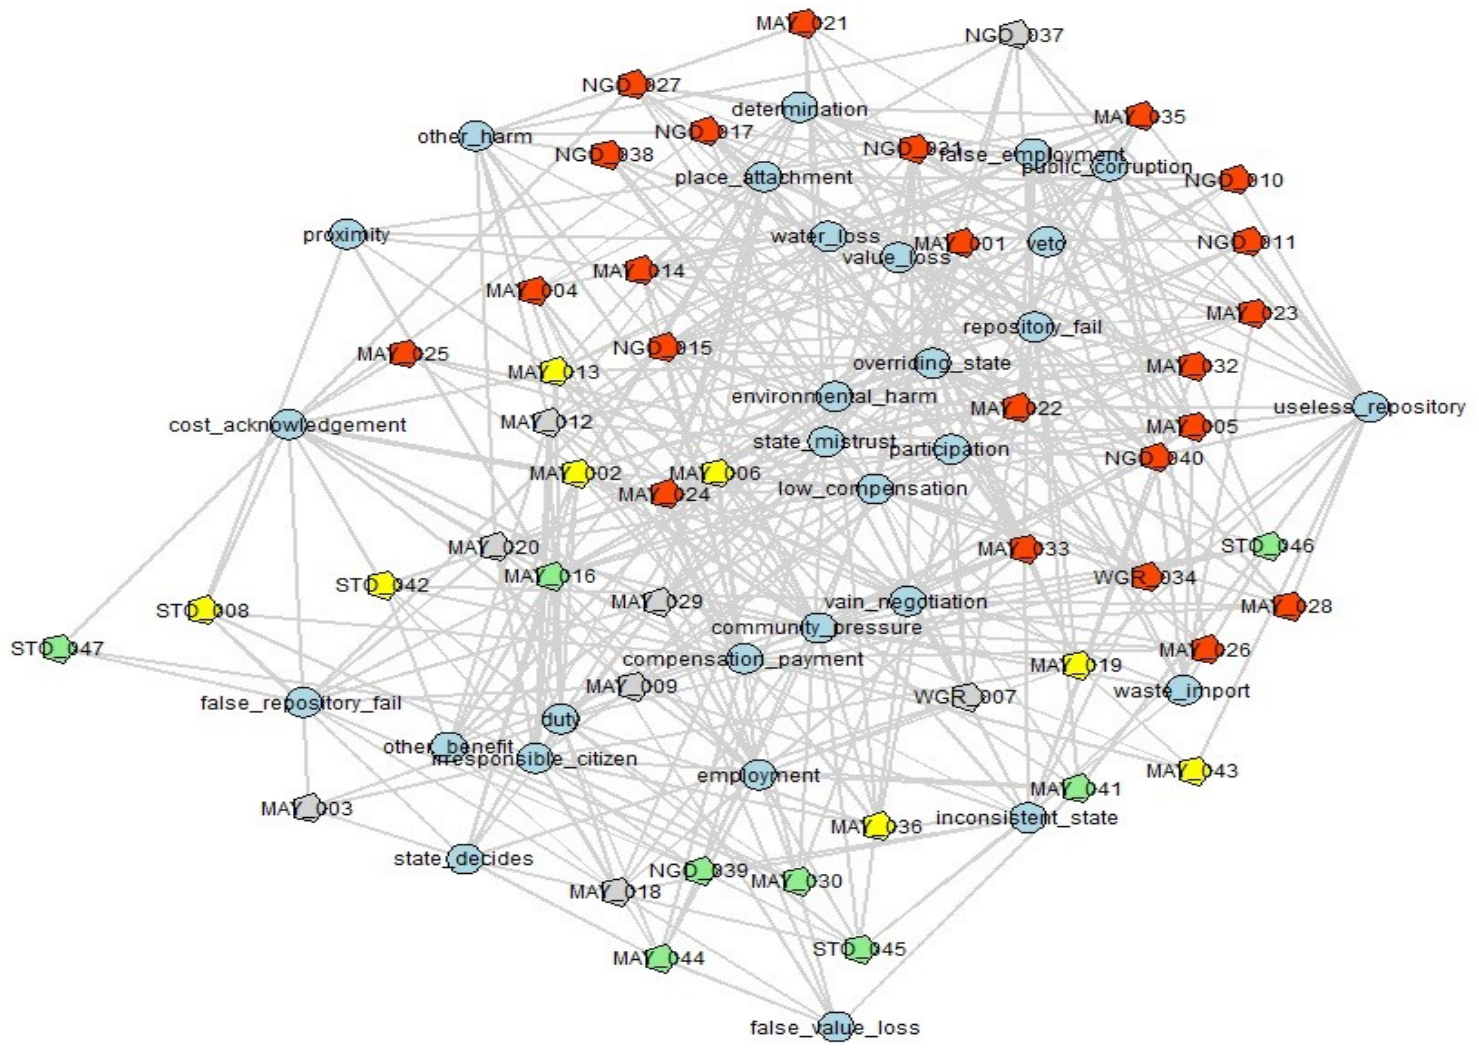 MAY_021
NGO_037
NGO_027
determination
MAY_035
other_harm
NGO_017
NGO_038
NGO_031
false_employment
public_corruption
place_attachment
NGO_010
proximity
water_loss
MAY_001
veto
NGO_011
value_loss
MAY_014
MAY_004
MAY_023
repository_fail
NGO_015
MAY_025
overriding_state
MAY_032
MAY_013
environmental_harm
MAY_022
useless_repository
cost_acknowledgement
MAY_012
MAY_005
state_mistrust
participation
NGO_040
MAY_002
MAY_006
MAY_024
low_compensation
MAY_020
MAY_033
STO_046
MAY_016
WGR_034
STO_042
STO_008
MAY_029
vain_negotiation
MAY_028
community_pressure
STO_047
MAY_026
compensation_payment
MAY_019
MAY_009
WGR_007
waste_import
false_repository_fail
duty
other_benefit
irresponsible_citizen
employment
MAY_043
MAY_041
MAY_003
inconsistent_state
MAY_036
state_decides
NGO_039
MAY_030
MAY_018
STO_045
MAY_044
false_value_loss